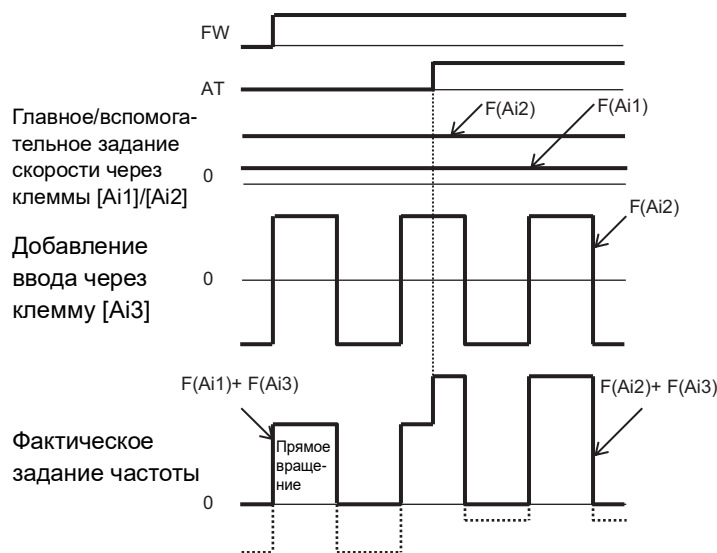 FW
AT
Главное/вспомога-
тельное задание
скорости через
клеммы [Ai1]/[Ai2]
F(Ai2)
F(Ai1)
0
Добавление
ввода через
клемму [Ai3]
F(Ai2)
0
F(Ai1)+ F(Ai3)
F(Ai2)+ F(Ai3)
Фактическое
задание частоты
Прямое
враще-
ние
0